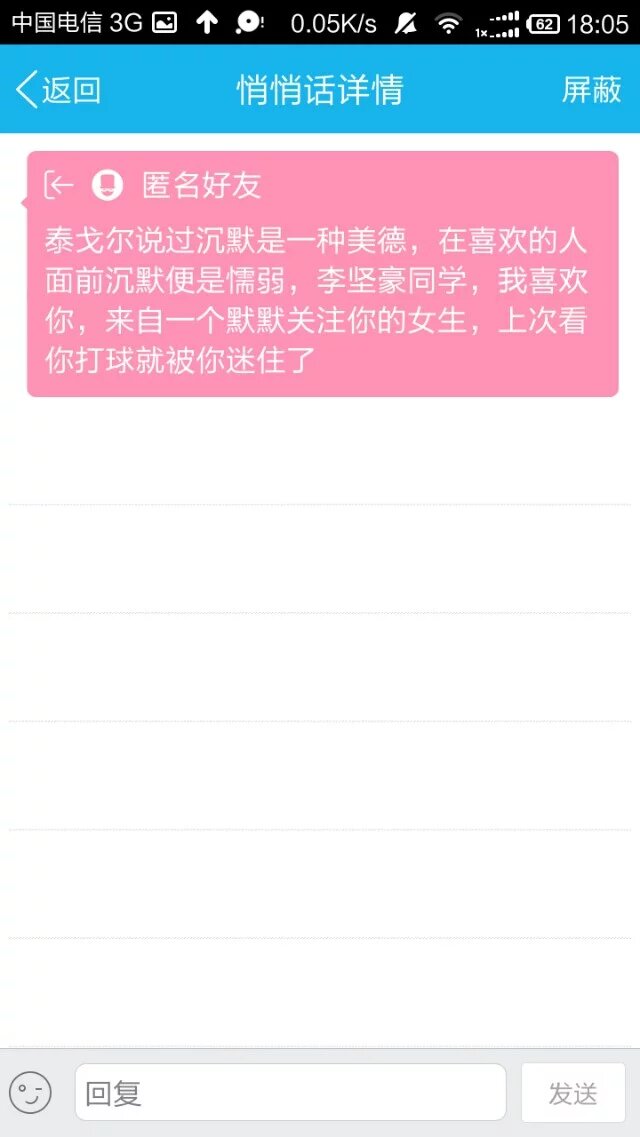 中国电信 3G 0.05K/s 1x 62 18:05
返回 悄悄话详情 屏蔽
匿名好友
泰戈尔说过沉默是一种美德，在喜欢的人
面前沉默便是懦弱，李坚豪同学，我喜欢
你，来自一个默默关注你的女生，上次看
你打球就被你迷住了
回复 发送